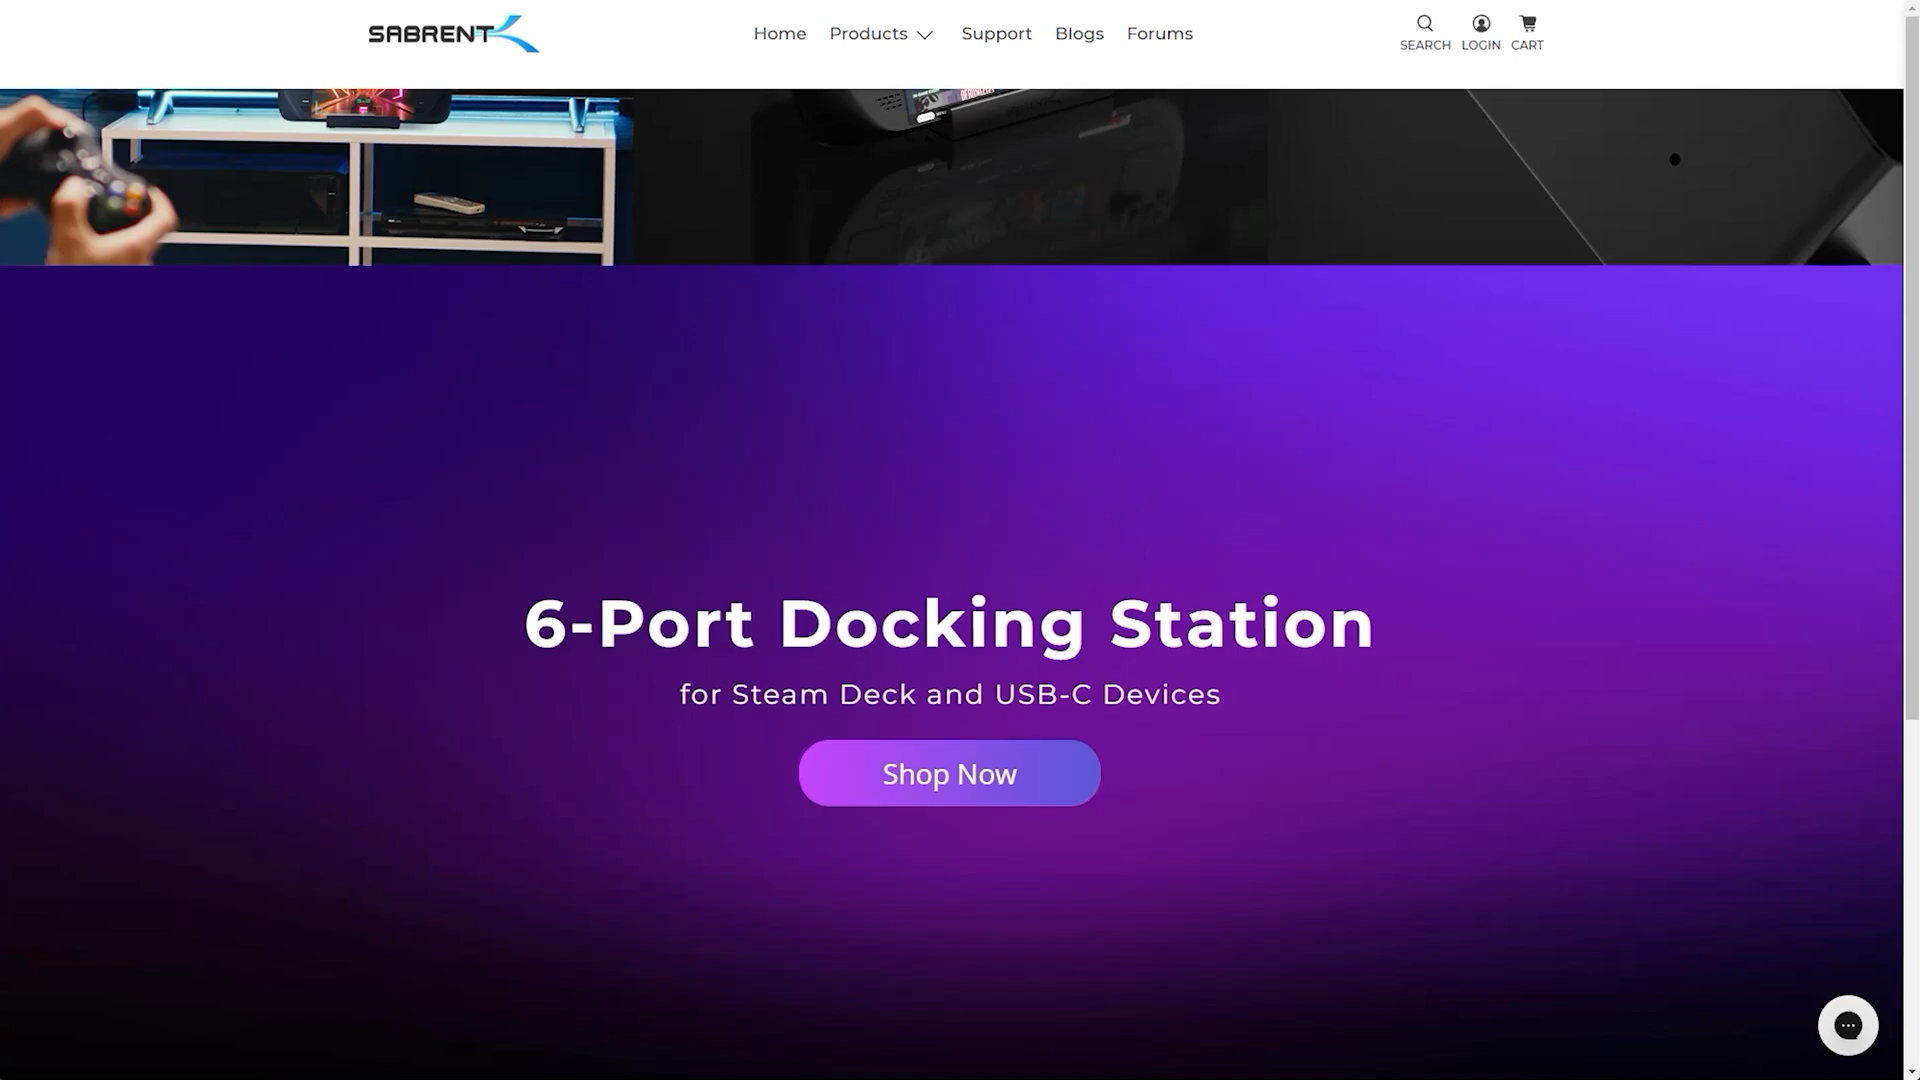 SABRENT
Home Products Support Blogs Forums
SEARCH LOGIN CART
6-Port Docking Station
for Steam Deck and USB-C Devices
Shop Now